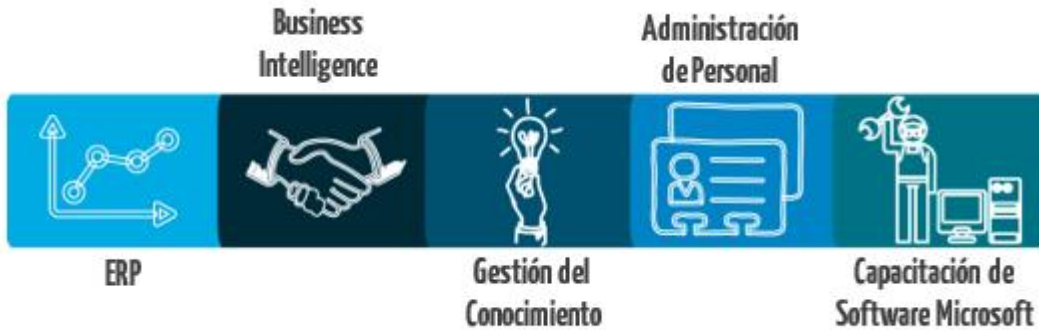 Business
Intelligence
Administración
de Personal
ERP
Gestión del
Conocimiento
Capacitación de
Software Microsoft